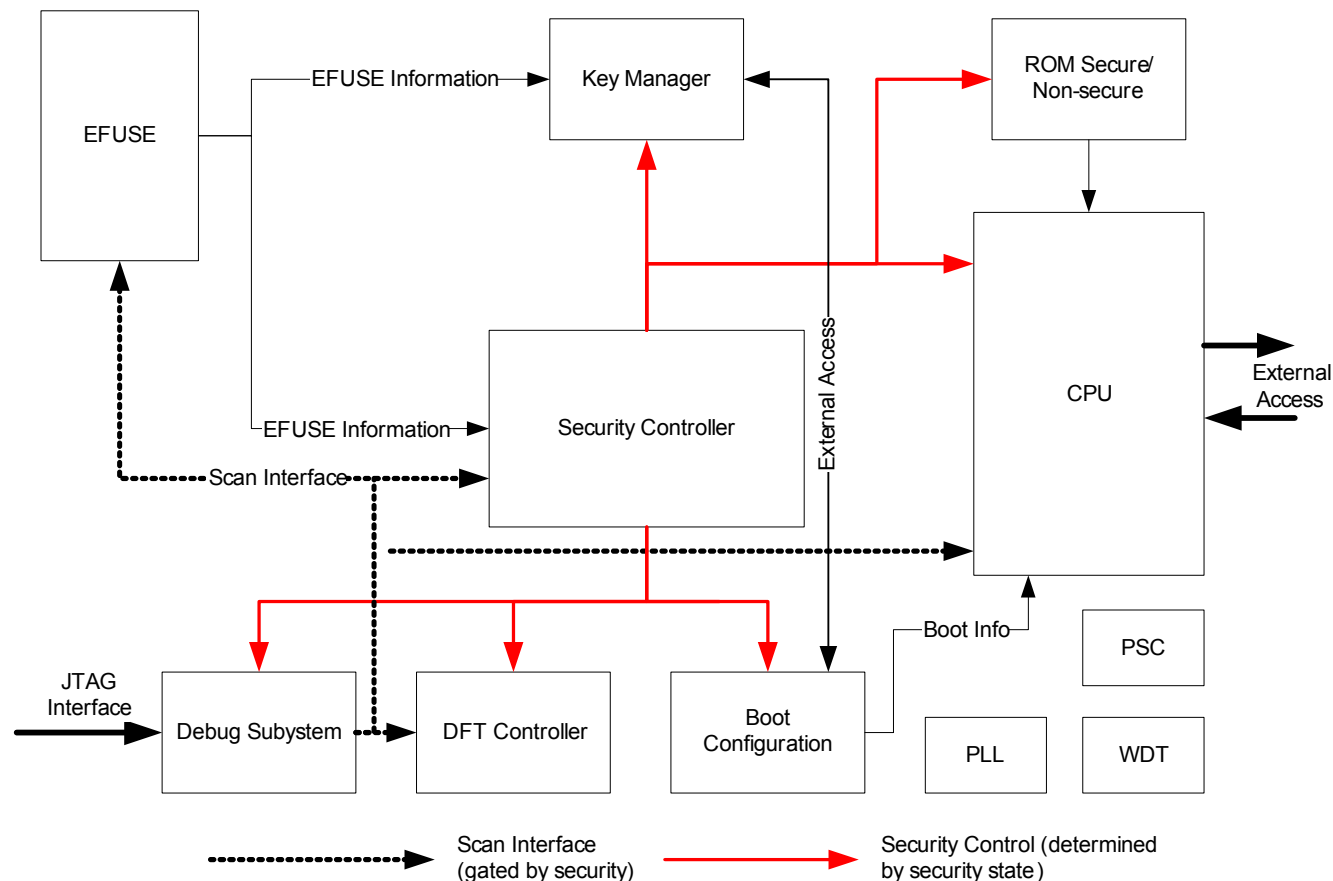 EFUSE Information
Key Manager
ROM Secure/
Non-secure
EFUSE
External Access
CPU
External
Access
EFUSE Information
Security Controller
Scan Interface
Boot Info
PSC
JTAG
Interface
Debug Subystem
DFT Controller
Boot
Configuration
PLL
WDT
Scan Interface
(gated by security)
Security Control (determined
by security state)